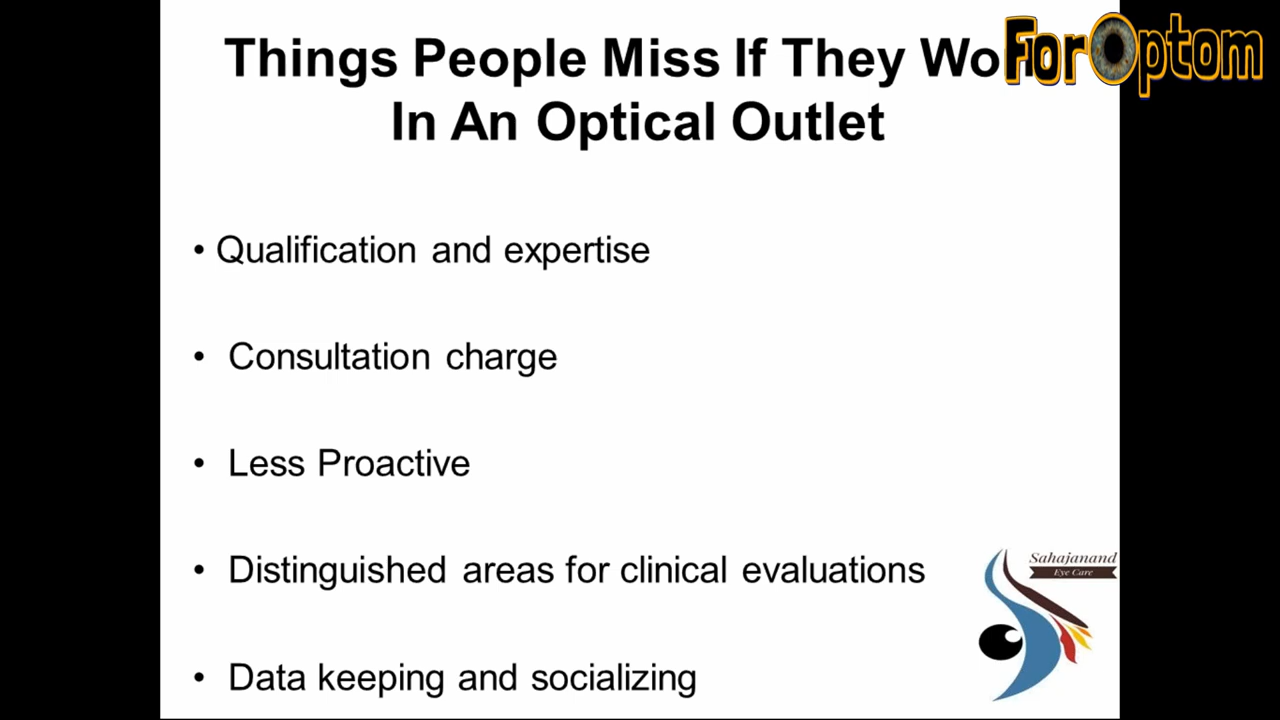 Things People Miss If They Wo
In An Optical Outlet
ForOptom
• Qualification and expertise
• Consultation charge
• Less Proactive
• Distinguished areas for clinical evaluations
Sahajanand
Eye Care
• Data keeping and socializing